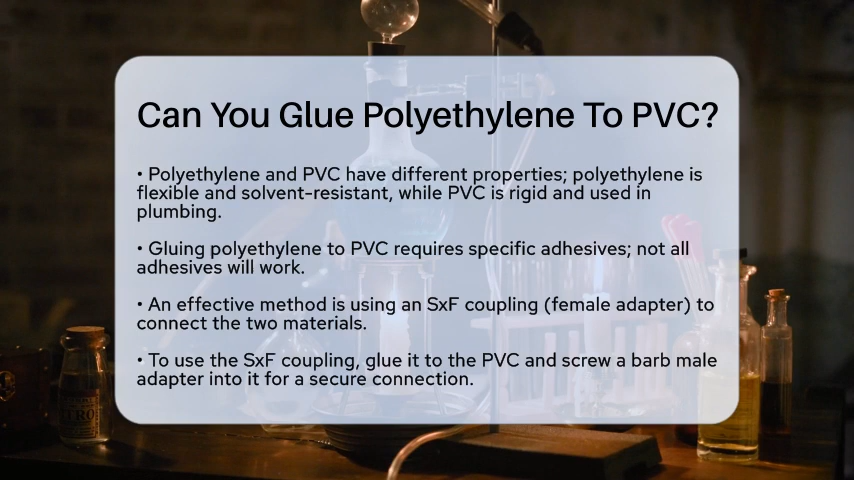 Can You Glue Polyethylene To PVC?
• Polyethylene and PVC have different properties; polyethylene is
flexible and solvent-resistant, while PVC is rigid and used in
plumbing.
• Gluing polyethylene to PVC requires specific adhesives; not all
adhesives will work.
• An effective method is using an SxF coupling (female adapter) to
connect the two materials.
• To use the SxF coupling, glue it to the PVC and screw a barb male
adapter into it for a secure connection.